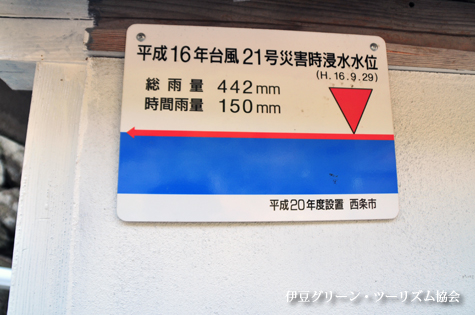 平成16年台風21号災害時浸水水位
(H.16.9.29)
総雨量 442mm
時間雨量 150mm
平成20年度設置 西条市
伊豆グリーン・ツーリズム協会